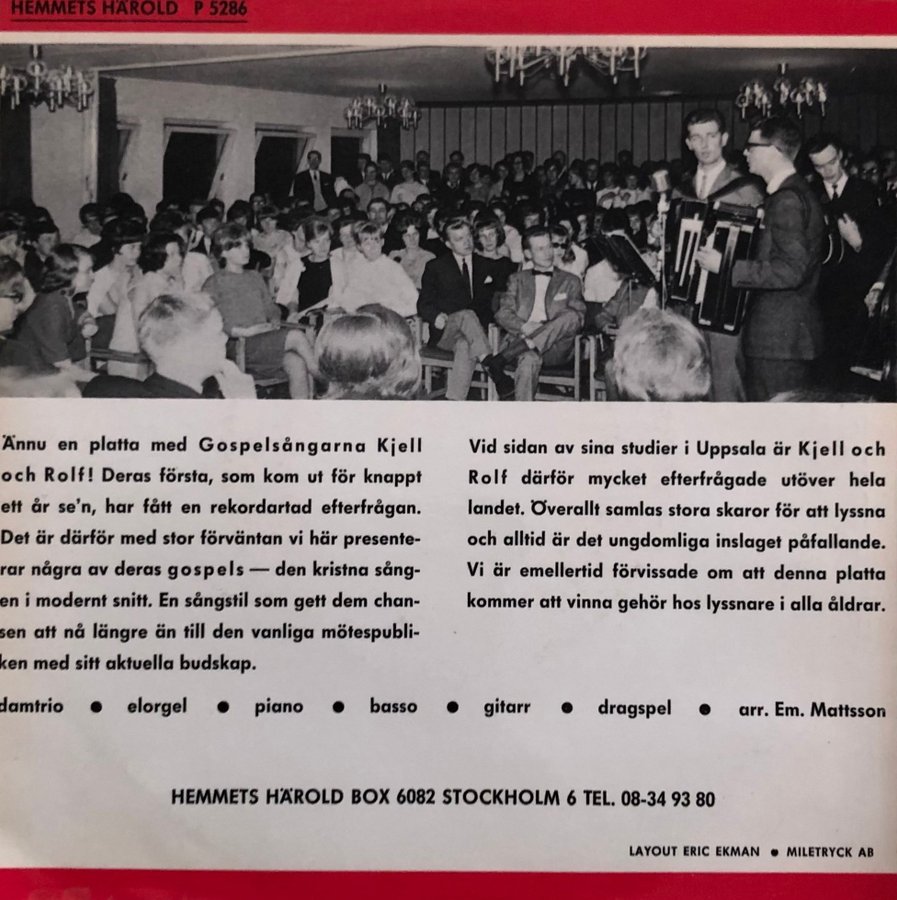 HEMMETS HÄROLD P 5286
Ännu en platta med Gospelsångarna Kjell
och Rolf! Deras första, som kom ut för knappt
ett år se'n, har fått en rekordartad efterfrågan.
Det är därför med stor förväntan vi här presente-
rar några av deras gospels — den kristna sång-
en i modernt snitt. En sångstil som gett dem chan-
sen att nå längre än till den vanliga mötespubli-
ken med sitt aktuella budskap.
Vid sidan av sina studier i Uppsala är Kjell och
Rolf därför mycket efterfrågade utöver hela
landet. Överallt samlas stora skaror för att lyssna
och alltid är det ungdomliga inslaget påfallande.
Vi är emellertid förvissade om att denna platta
kommer att vinna gehör hos lyssnare i alla åldrar.
damtrio ● elorgel ● piano ● basso ● gitarr ● dragspel ● arr. Em. Mattsson
HEMMETS HÄROLD BOX 6082 STOCKHOLM 6 TEL. 08-34 93 80
LAYOUT ERIC EKMAN ● MILETRYCK AB